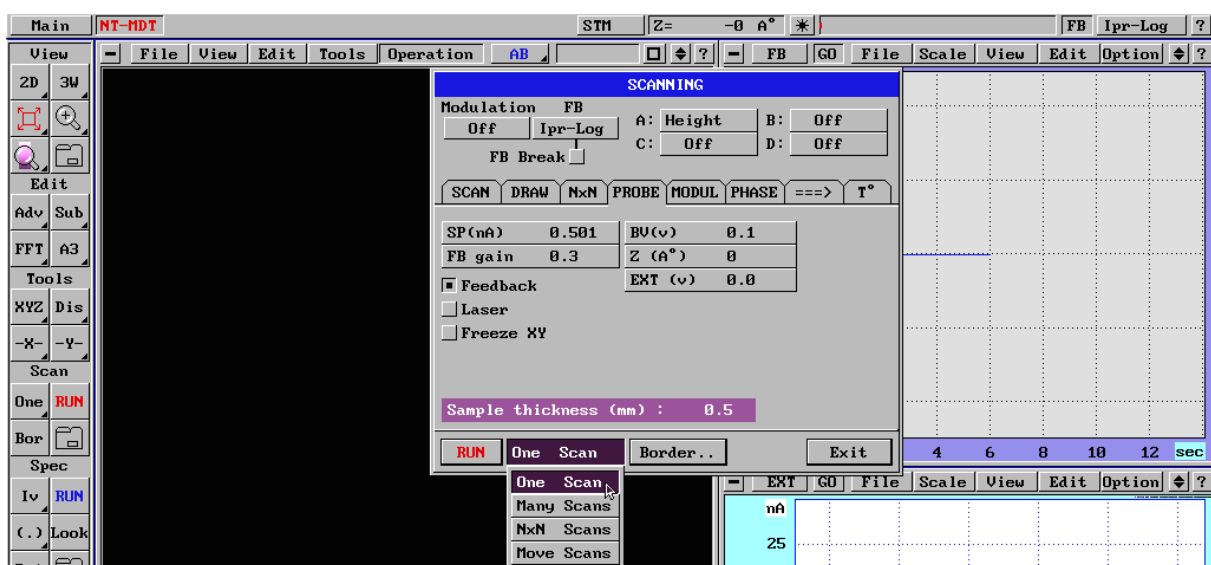 Main NT-MDT STM Z= -0 A° FB Ipr-Log ?
View - File View Edit Tools Operation AB ? - FB GO File Scale View Edit Option ?
2D 3W
SCANNING
Modulation FB
Off Ipr-Log A: Height B: Off
FB Break C: Off D: Off
Edit
SCAN DRAW NxN PROBE MODUL PHASE ===> T°
Adv Sub
SP(nA) 0.501 BV(v) 0.1
FFT A3
FB gain 0.3 Z (A°) 0
Tools
Feedback EXT (v) 0.0
XYZ Dis
Laser
Freeze XY
-X- -Y-
Scan
One RUN
Sample thickness (mm) : 0.5
Bor
RUN One Scan Border.. Exit 4 6 8 10 12 sec
Spec
One Scan - EXT GO File Scale View Edit Option ?
Iv RUN
Many Scans nA
(.) Look
NxN Scans
25
Move Scans